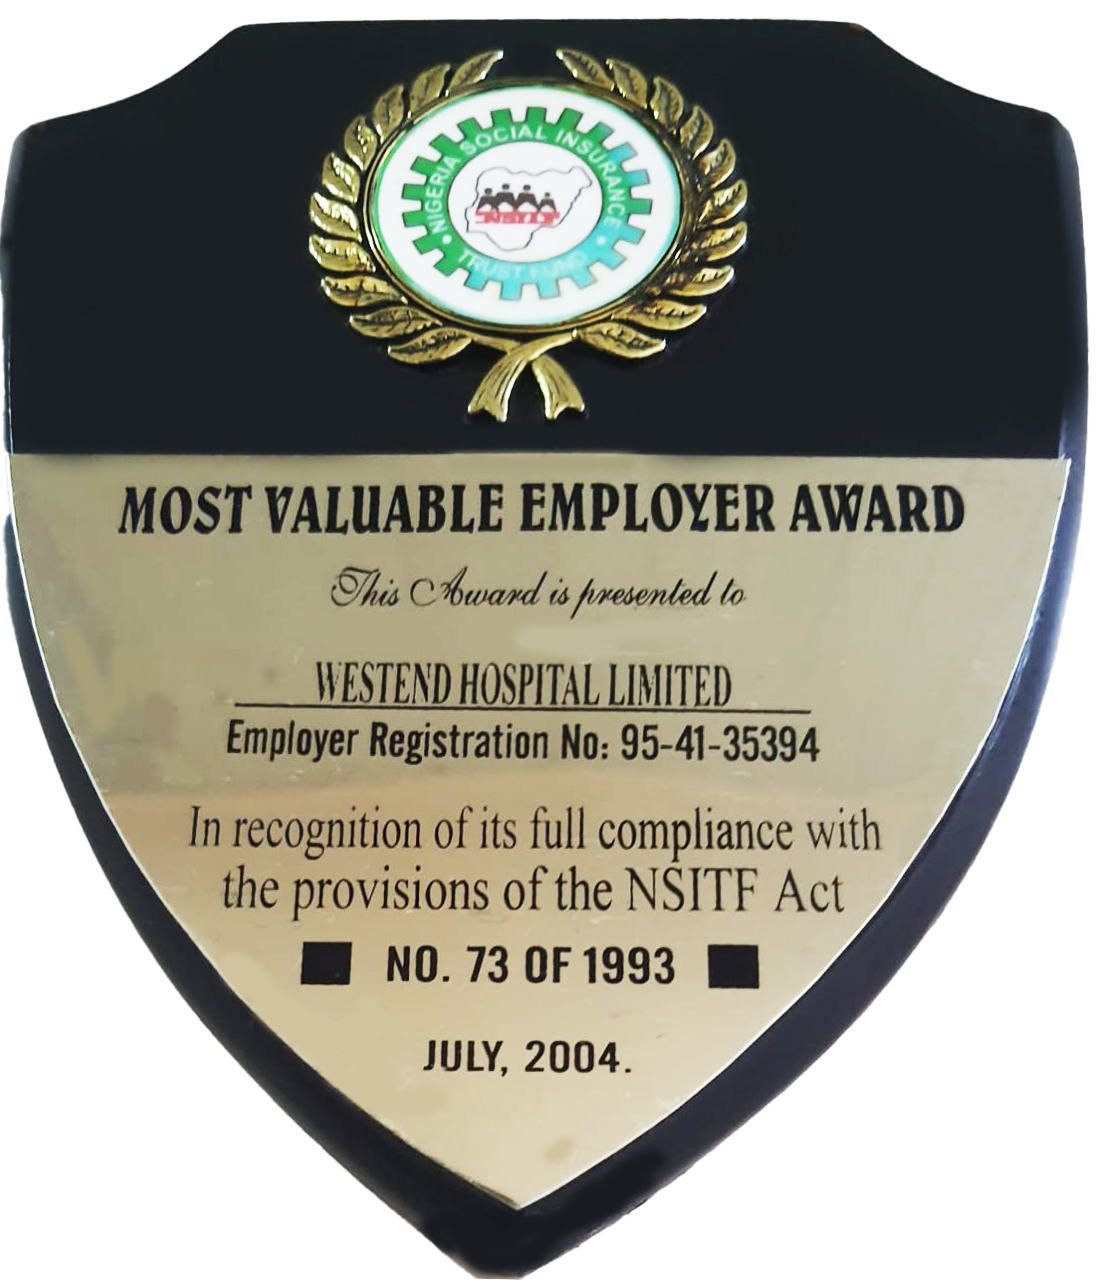 NIGERIA SOCIAL INSURANCE
TRUST FUND
NSITF
MOST VALUABLE EMPLOYER AWARD
This Award is presented to
WESTEND HOSPITAL LIMITED
Employer Registration No: 95-41-35394
In recognition of its full compliance with
the provisions of the NSITF Act
NO. 73 OF 1993
JULY, 2004.